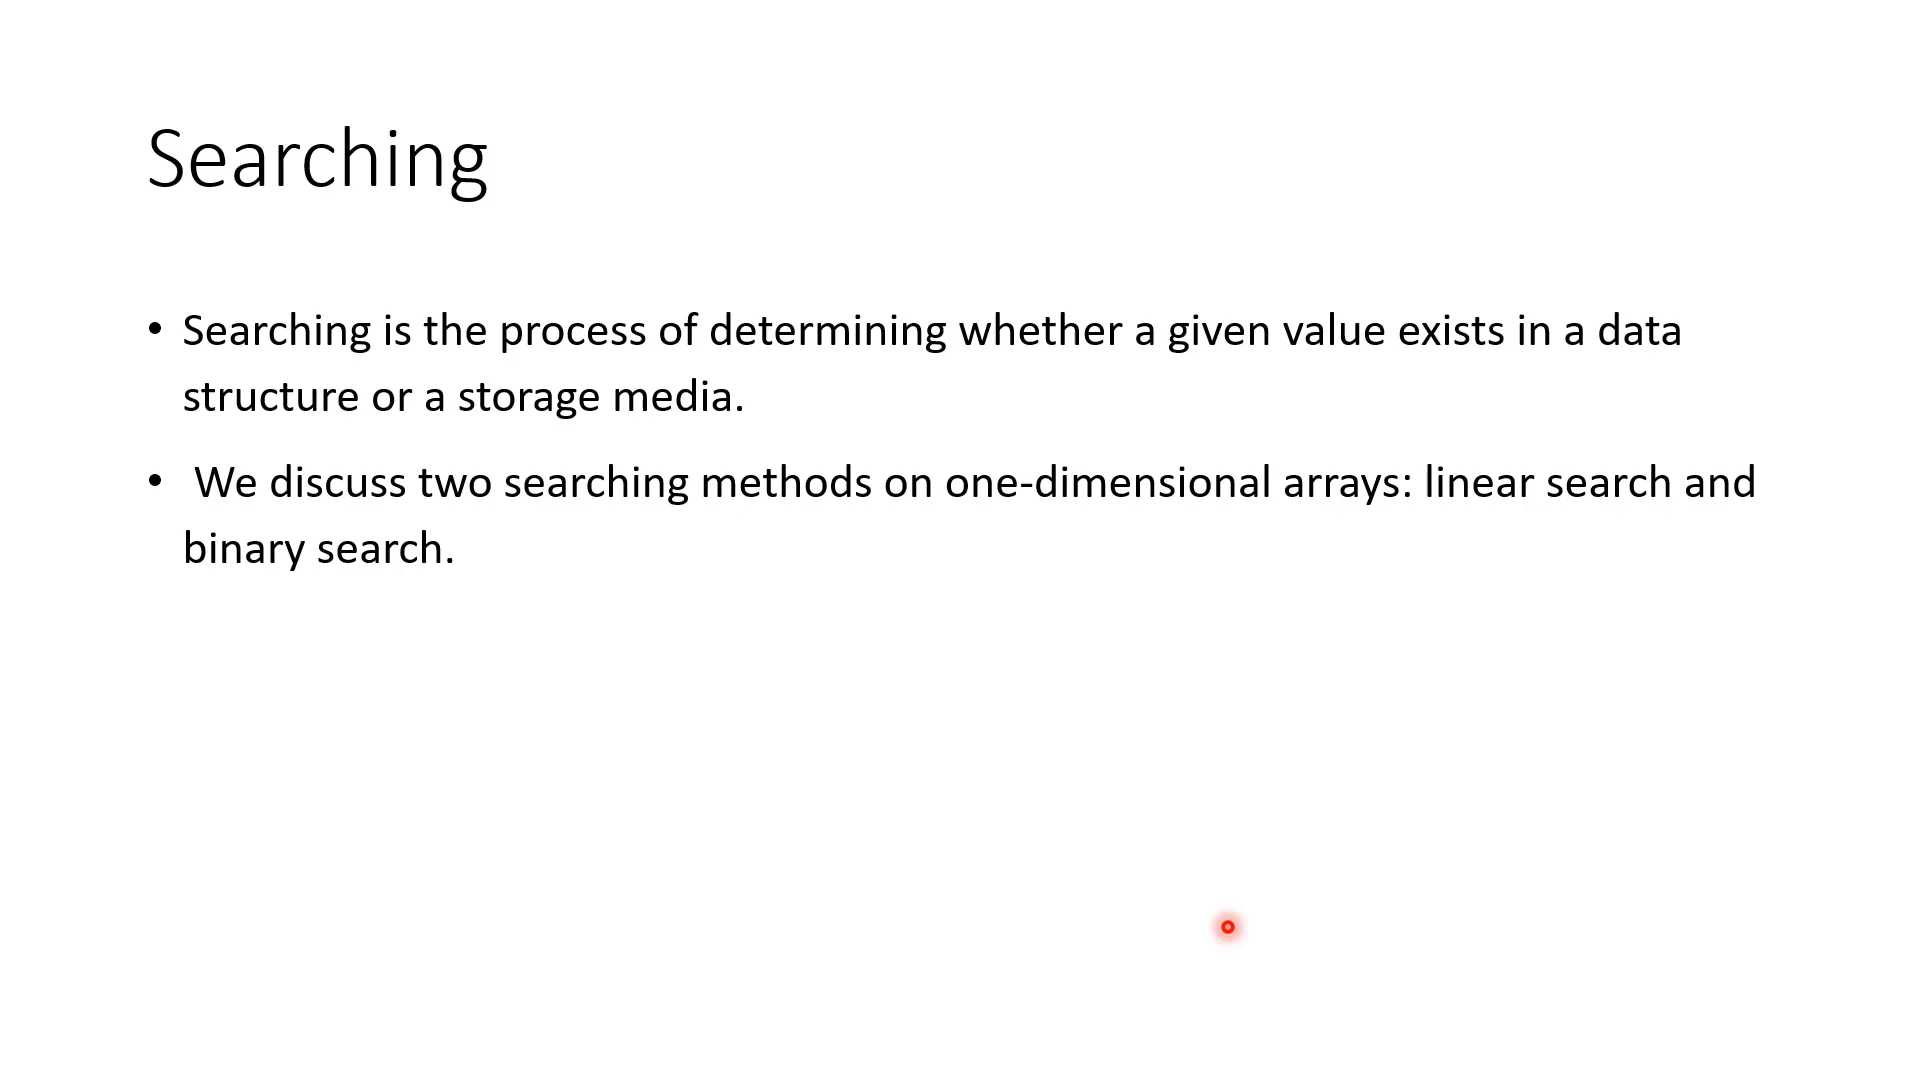 Searching
• Searching is the process of determining whether a given value exists in a data
structure or a storage media.
• We discuss two searching methods on one-dimensional arrays: linear search and
binary search.